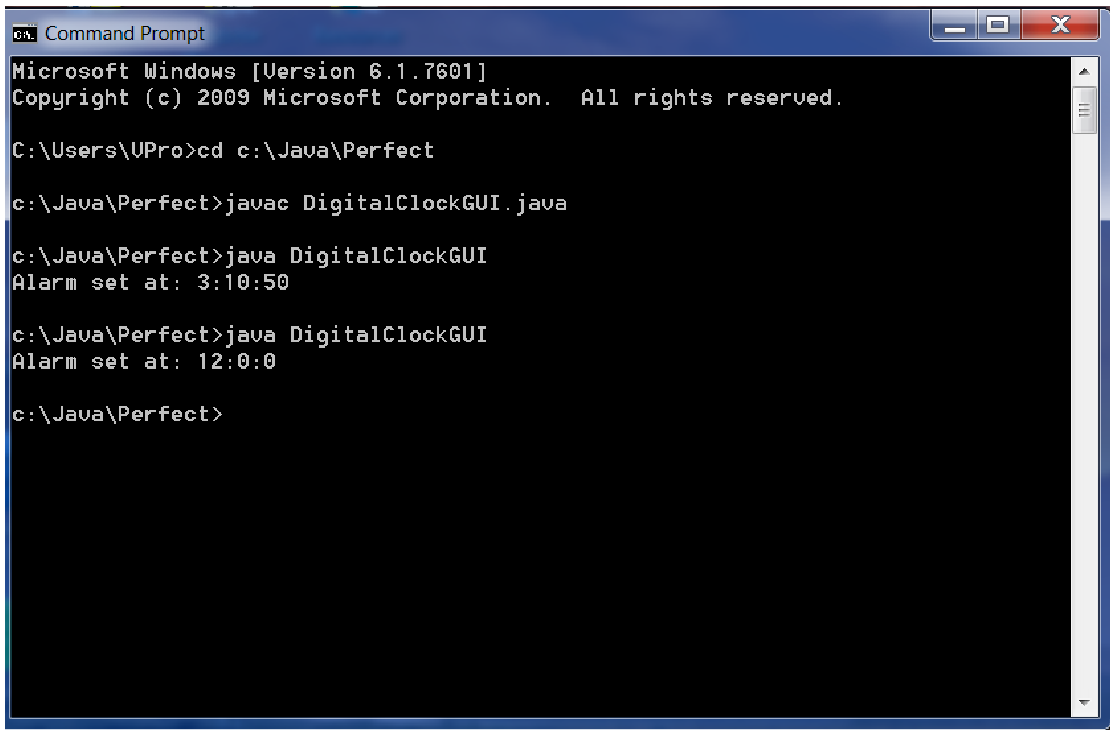 Command Prompt
Microsoft Windows [Version 6.1.7601]
Copyright (c) 2009 Microsoft Corporation.  All rights reserved.
C:\Users\VPro>cd c:\Java\Perfect
c:\Java\Perfect>javac DigitalClockGUI.java
c:\Java\Perfect>java DigitalClockGUI
Alarm set at: 3:10:50
c:\Java\Perfect>java DigitalClockGUI
Alarm set at: 12:0:0
c:\Java\Perfect>